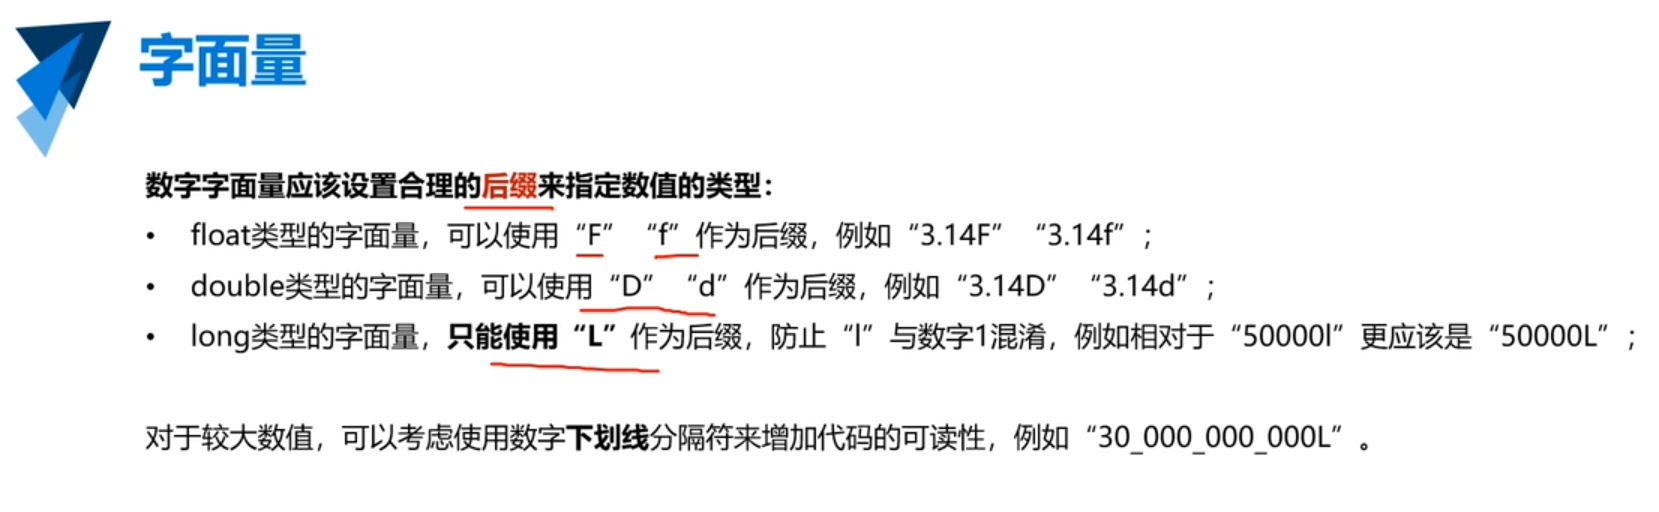 字面量
数字字面量应该设置合理的后缀来指定数值的类型：
• float类型的字面量，可以使用“F” “f”作为后缀，例如“3.14F” “3.14f”；
• double类型的字面量，可以使用“D” “d”作为后缀，例如“3.14D” “3.14d”；
• long类型的字面量，只能使用“L”作为后缀，防止“l”与数字1混淆，例如相对于“50000l”更应该是“50000L”；
对于较大数值，可以考虑使用数字下划线分隔符来增加代码的可读性，例如“30_000_000_000L”。